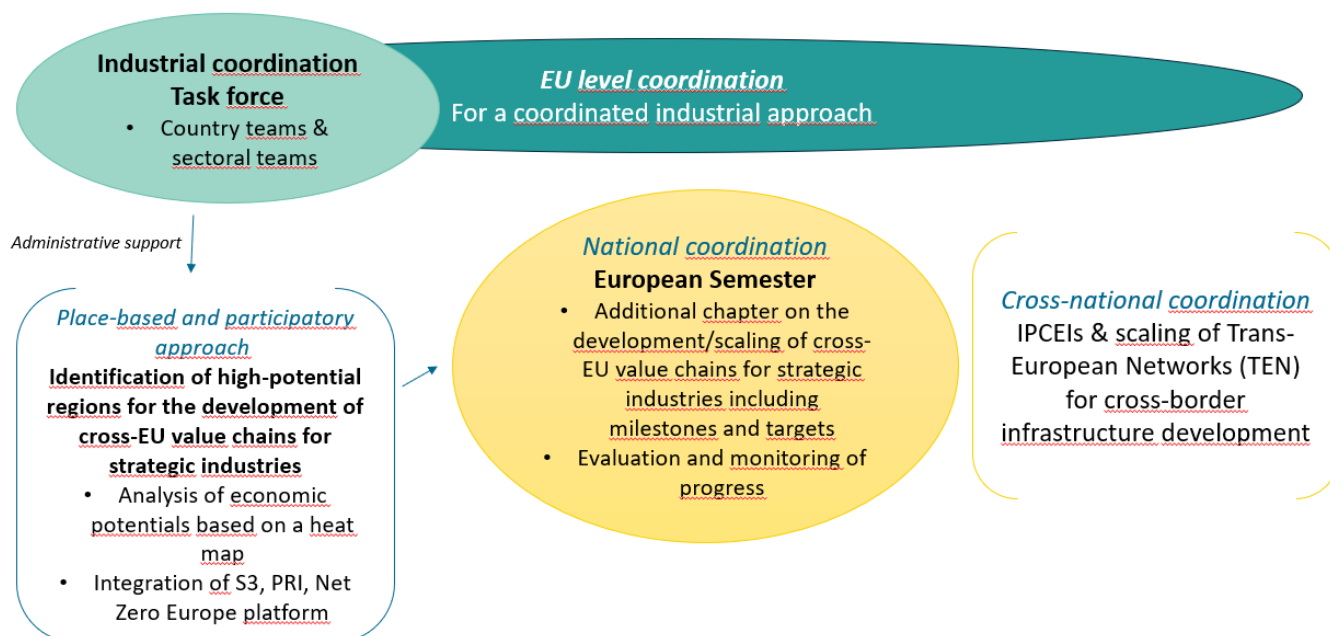 Industrial coordination
Task force
• Country teams &
sectoral teams
EU level coordination
For a coordinated industrial approach
Administrative support
Place-based and participatory
approach
Identification of high-potential
regions for the development of
cross-EU value chains for
strategic industries
• Analysis of economic
potentials based on a heat
map
• Integration of S3, PRI, Net
Zero Europe platform
National coordination
European Semester
• Additional chapter on the
development/scaling of cross-
EU value chains for strategic
industries including
milestones and targets
• Evaluation and monitoring of
progress
Cross-national coordination
IPCEIs & scaling of Trans-
European Networks (TEN)
for cross-border
infrastructure development